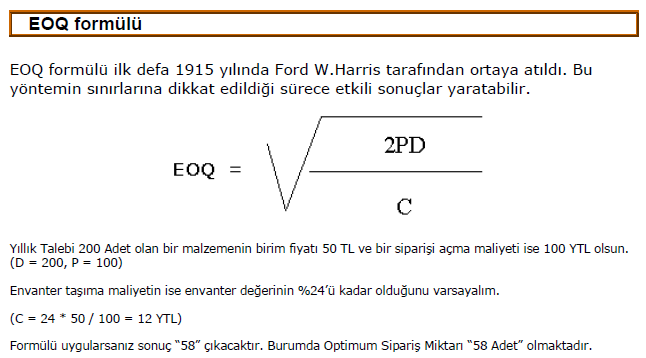 EOQ formülü
EOQ formülü ilk defa 1915 yılında Ford W.Harris tarafından ortaya atıldı. Bu
yöntemin sınırlarına dikkat edildiği sürece etkili sonuçlar yaratabilir.
2PD
EOQ = √
C
Yıllık Talebi 200 Adet olan bir malzemenin birim fiyatı 50 TL ve bir siparişi açma maliyeti ise 100 YTL olsun.
(D = 200, P = 100)
Envanter taşıma maliyetin ise envanter değerinin %24'ü kadar olduğunu varsayalım.
(C = 24 * 50 / 100 = 12 YTL)
Formülü uygularsanız sonuç “58” çıkacaktır. Burumda Optimum Sipariş Miktarı “58 Adet” olmaktadır.